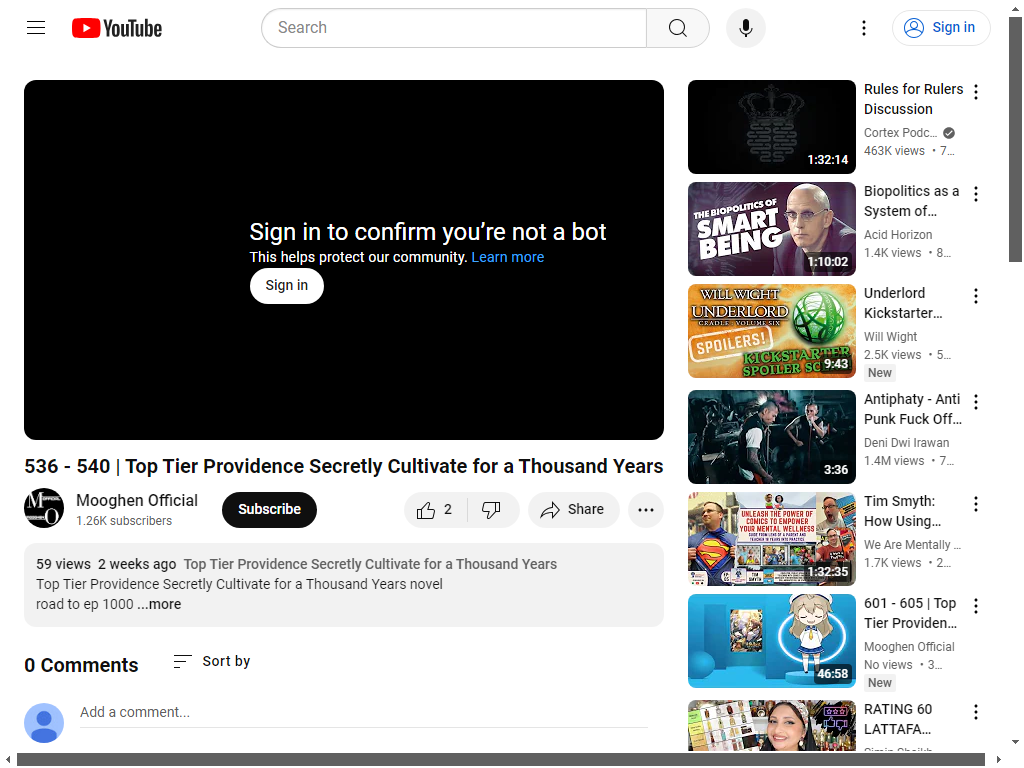 YouTube
Search
Sign in
Sign in to confirm you're not a bot
This helps protect our community. Learn more
Sign in
536 - 540 | Top Tier Providence Secretly Cultivate for a Thousand Years
Mooghen Official
1.26K subscribers
Subscribe
2
Share
59 views 2 weeks ago Top Tier Providence Secretly Cultivate for a Thousand Years
Top Tier Providence Secretly Cultivate for a Thousand Years novel
road to ep 1000 ...more
0 Comments
Sort by
Add a comment...
1:32:14
Rules for Rulers
Discussion
Cortex Podc...
463K views • 7...
THE BIOPOLITICS OF
SMART
BEING
1:10:02
Biopolitics as a
System of...
Acid Horizon
1.4K views • 8...
WILL WIGHT
UNDERLORD
CRADLE, VOLUME SIX
SPOILERS!
KICKSTARTER
SPOILER
9:43
Underlord
Kickstarter...
Will Wight
2.5K views • 5...
New
3:36
Antiphaty - Anti
Punk Fuck Off...
Deni Dwi Irawan
1.4M views • 7...
UNLEASH THE POWER OF
COMICS TO EMPOWER
YOUR MENTAL WELLNESS
TIM
SMYTH
1:32:35
Tim Smyth:
How Using...
We Are Mentally ...
1.7K views • 2...
46:58
601 - 605 | Top
Tier Providen...
Mooghen Official
No views • 3...
New
RATING 60
LATTAFA...